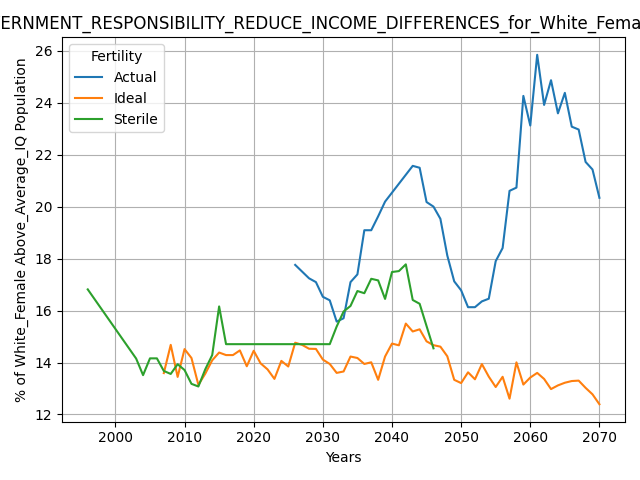 ERNMENT_RESPONSIBILITY_REDUCE_INCOME_DIFFERENCES_for_White_Fema
Fertility
Actual
Ideal
Sterile
% of White_Female Above_Average_IQ Population
26
24
22
20
18
16
14
12
2000 2010 2020 2030 2040 2050 2060 2070
Years